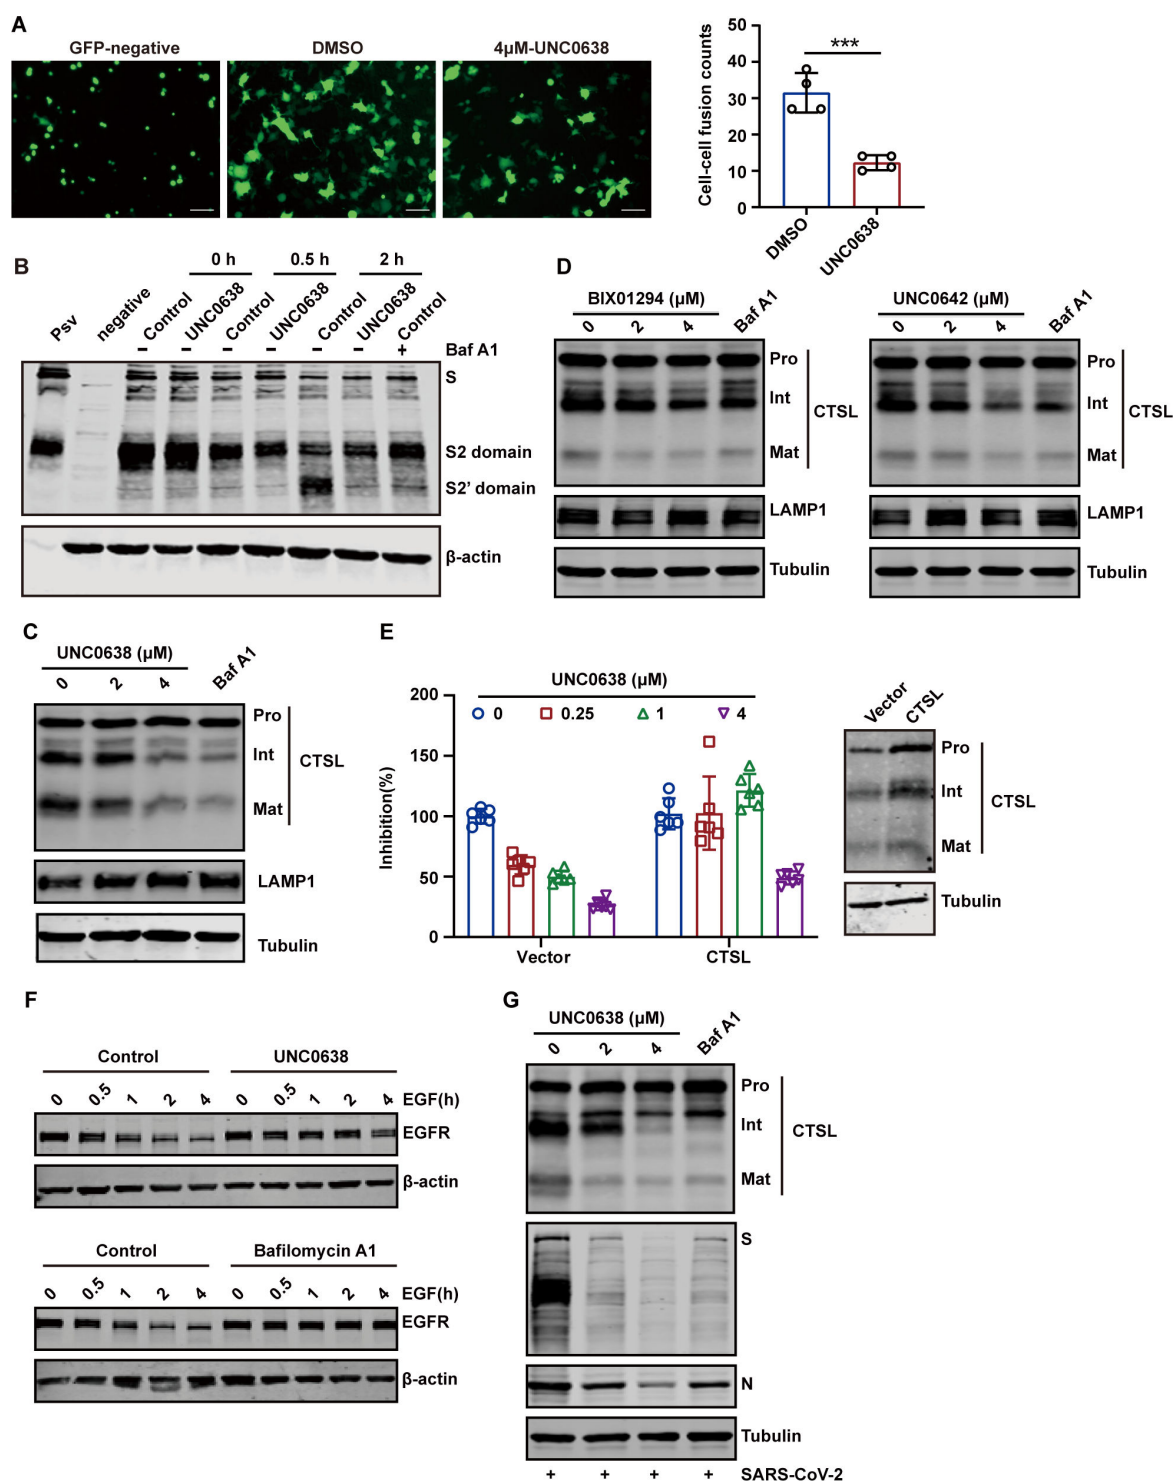 A
GFP-negative
DMSO
4μM-UNC0638
Cell-cell fusion counts
50
40
30
20
10
0
***
DMSO
UNC0638
B
0 h
0.5 h
2 h
Psv
negative
Control
UNC0638
Control
UNC0638
Control
UNC0638
Control
- - - - - - +
Baf A1
S
S2 domain
S2' domain
β-actin
D
BIX01294 (μM)
0 2 4 Baf A1
Pro
Int
Mat
CTSL
LAMP1
Tubulin
UNC0642 (μM)
0 2 4 Baf A1
Pro
Int
Mat
CTSL
LAMP1
Tubulin
C
UNC0638 (μM)
0 2 4 Baf A1
Pro
Int
Mat
CTSL
LAMP1
Tubulin
E
UNC0638 (μM)
0 0.25 1 4
Inhibition(%)
200
150
100
50
0
Vector CTSL
Vector CTSL
Pro
Int
Mat
CTSL
Tubulin
F
Control UNC0638
0 0.5 1 2 4 0 0.5 1 2 4 EGF(h)
EGFR
β-actin
Control Bafilomycin A1
0 0.5 1 2 4 0 0.5 1 2 4 EGF(h)
EGFR
β-actin
G
UNC0638 (μM)
0 2 4 Baf A1
Pro
Int
Mat
CTSL
S
N
Tubulin
+ + + + SARS-CoV-2